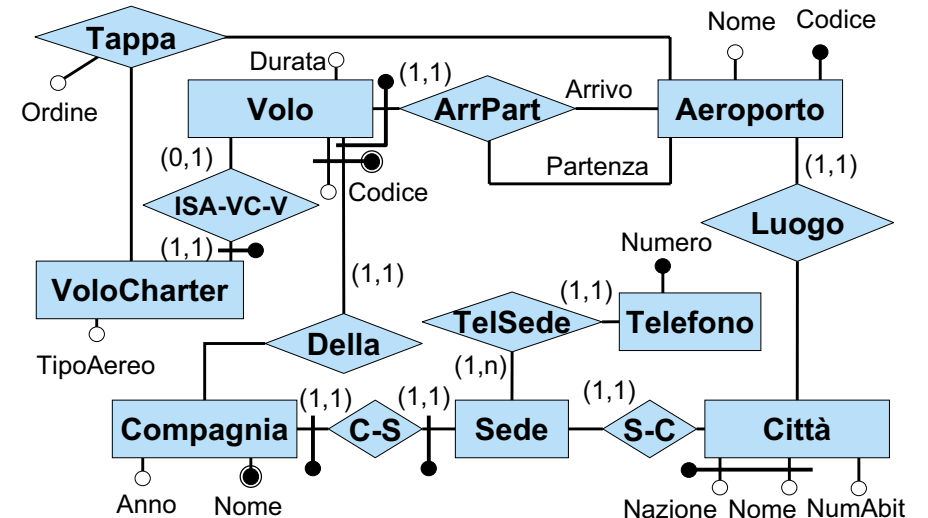 Nome Codice
Tappa
Durata (1,1)
Arrivo
Ordine
Volo ArrPart Aeroporto
(0,1) Partenza (1,1)
Codice
ISA-VC-V
Luogo
(1,1) Numero
(1,1) (1,1)
VoloCharter
TelSede Telefono
Della
TipoAereo (1,n)
(1,1) (1,1) (1,1)
Compagnia C-S Sede S-C Città
Anno Nome Nazione Nome NumAbit